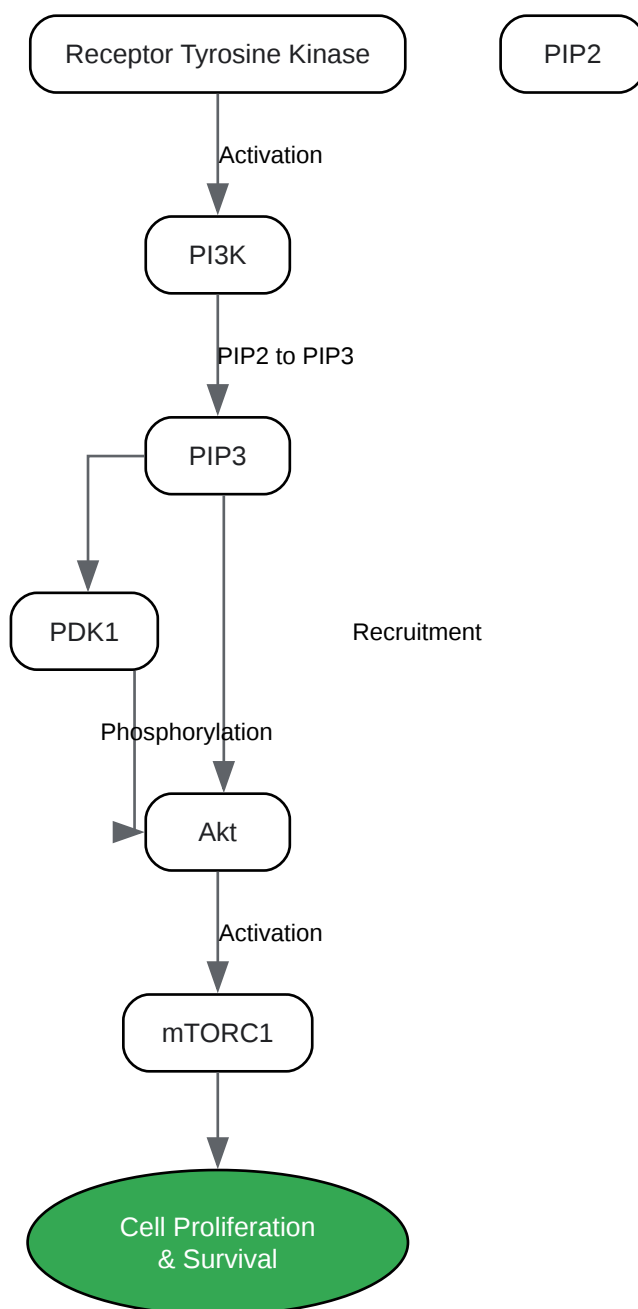 Receptor Tyrosine Kinase
PIP2
Activation
PI3K
PIP2 to PIP3
PIP3
PDK1
Recruitment
Phosphorylation
Akt
Activation
mTORC1
Cell Proliferation
& Survival